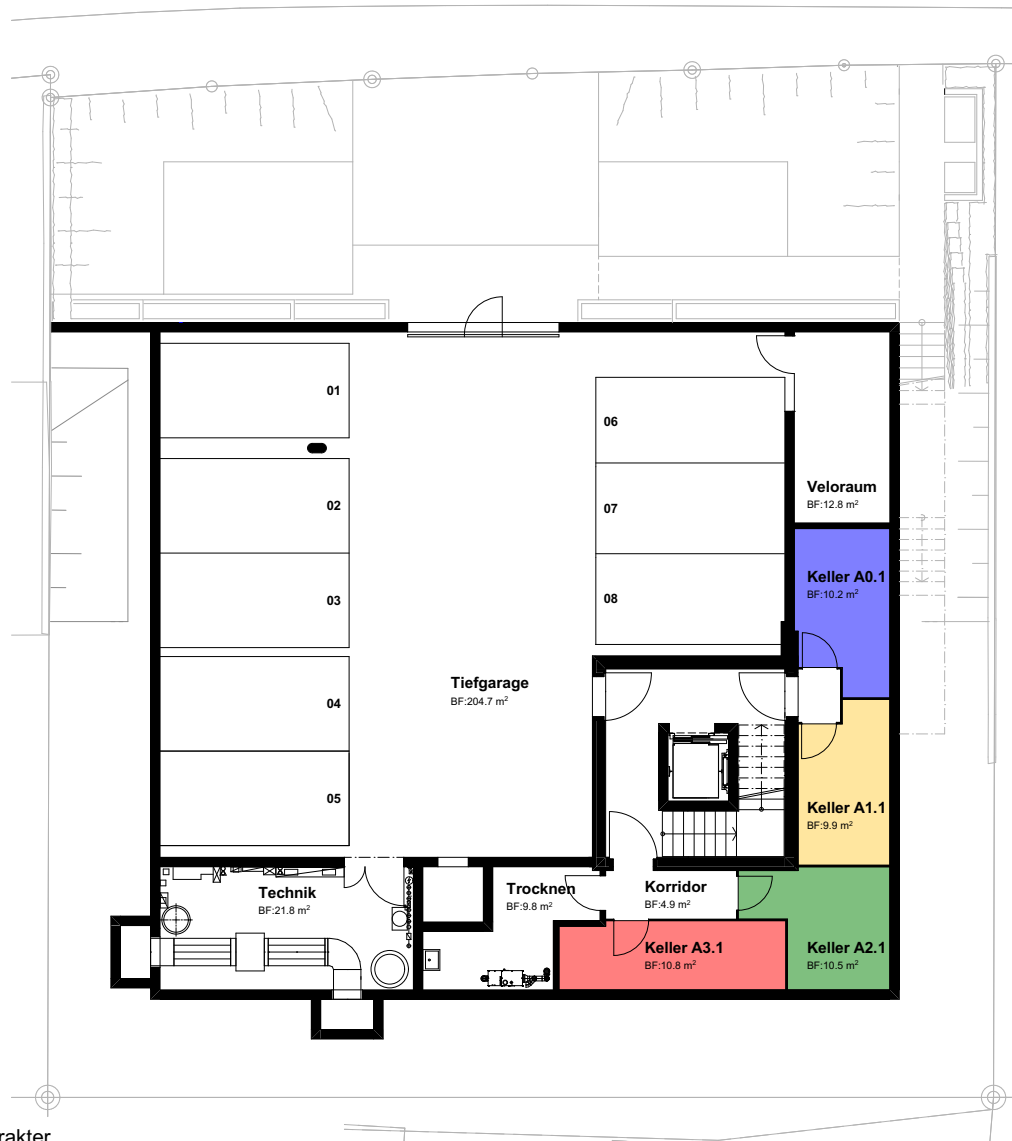 01
06
02
07
Veloraum
BF:12.8 m²
03
08
Keller A0.1
BF:10.2 m²
04
Tiefgarage
BF:204.7 m²
05
Keller A1.1
BF:9.9 m²
Technik
BF:21.8 m²
Trocknen
BF:9.8 m²
Korridor
BF:4.9 m²
Keller A3.1
BF:10.8 m²
Keller A2.1
BF:10.5 m²